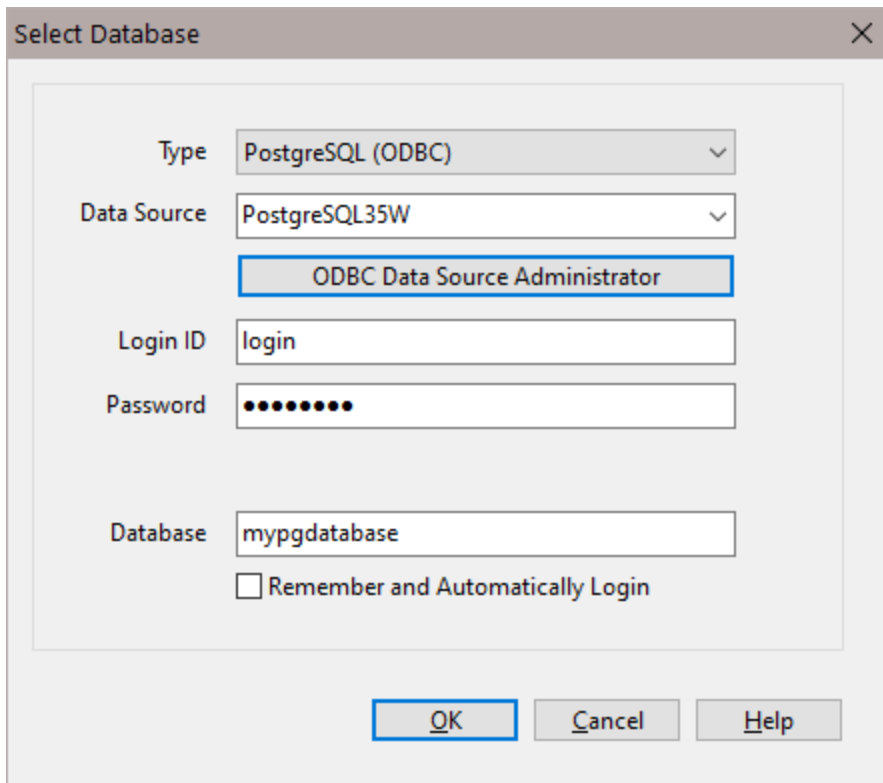 Select Database
Type PostgreSQL (ODBC)
Data Source PostgreSQL35W
ODBC Data Source Administrator
Login ID login
Password ●●●●●●●●
Database mypgdatabase
Remember and Automatically Login
OK Cancel Help